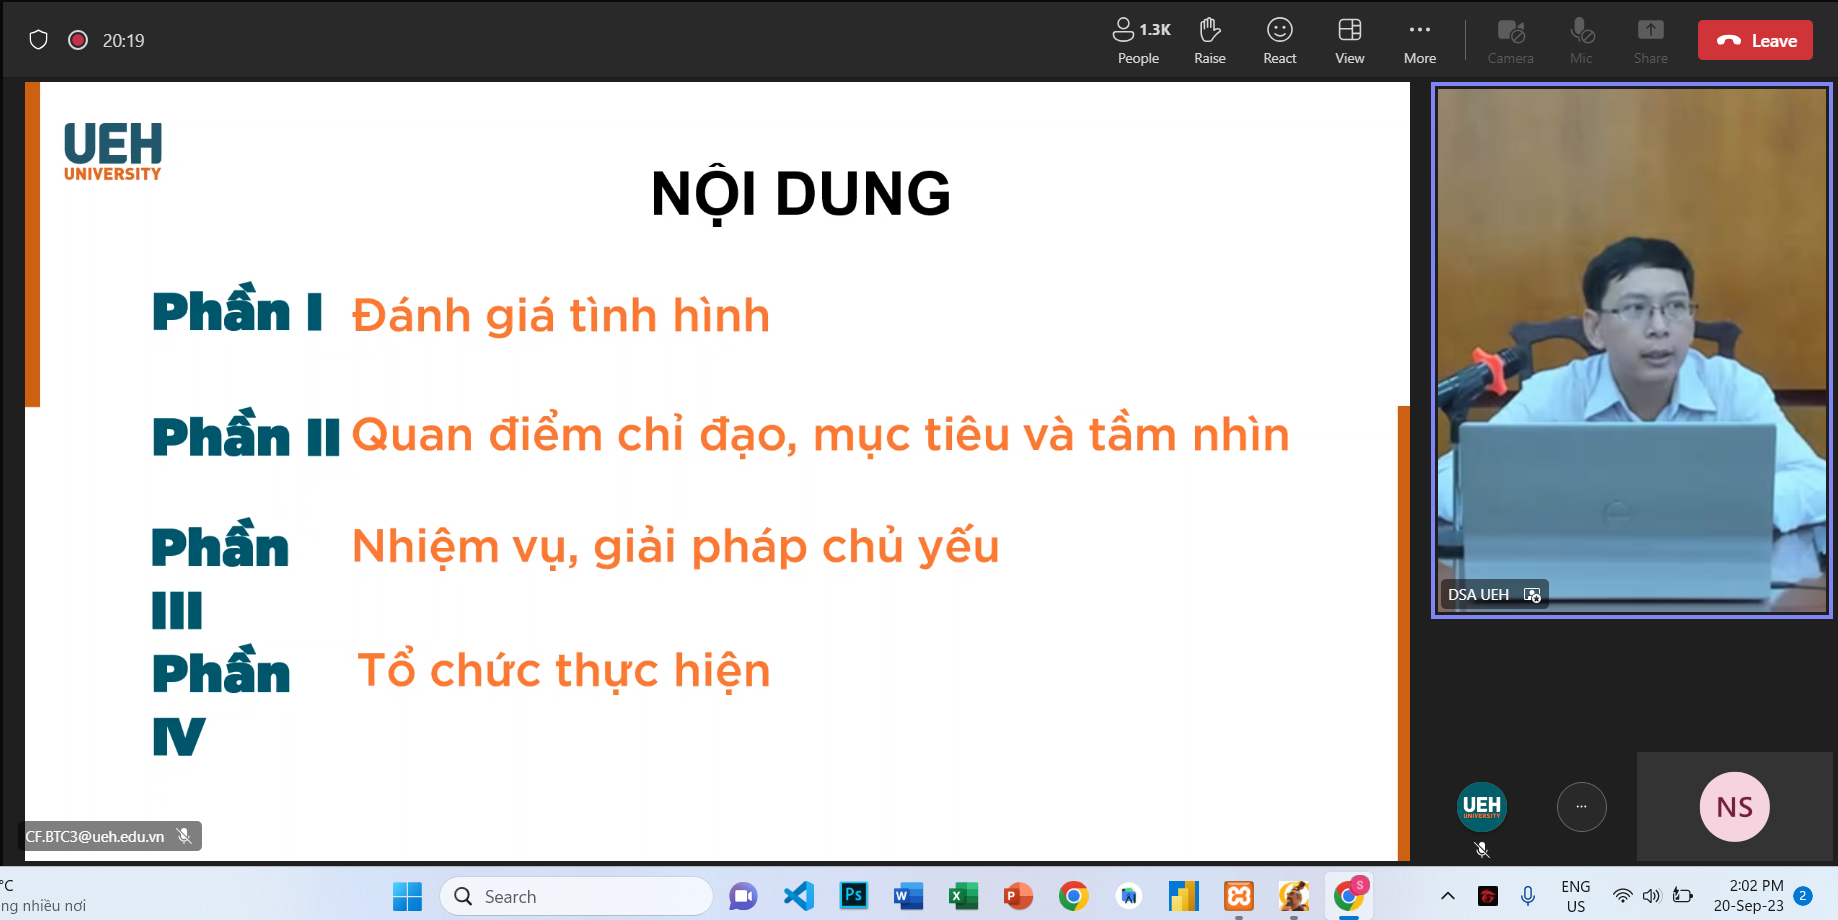 20:19
1.3K
People
Raise
React
View
More
Camera
Mic
Share
Leave
UEH
UNIVERSITY
NỘI DUNG
Phần I Đánh giá tình hình
Phần II Quan điểm chỉ đạo, mục tiêu và tầm nhìn
Phần III Nhiệm vụ, giải pháp chủ yếu
Phần IV Tổ chức thực hiện
CF.BTC3@ueh.edu.vn
DSA UEH
UEH
UNIVERSITY
NS
°C
ng nhiều nơi
Search
Ps
W
X
P
AI
S
ENG
US
2:02 PM
20-Sep-23
2